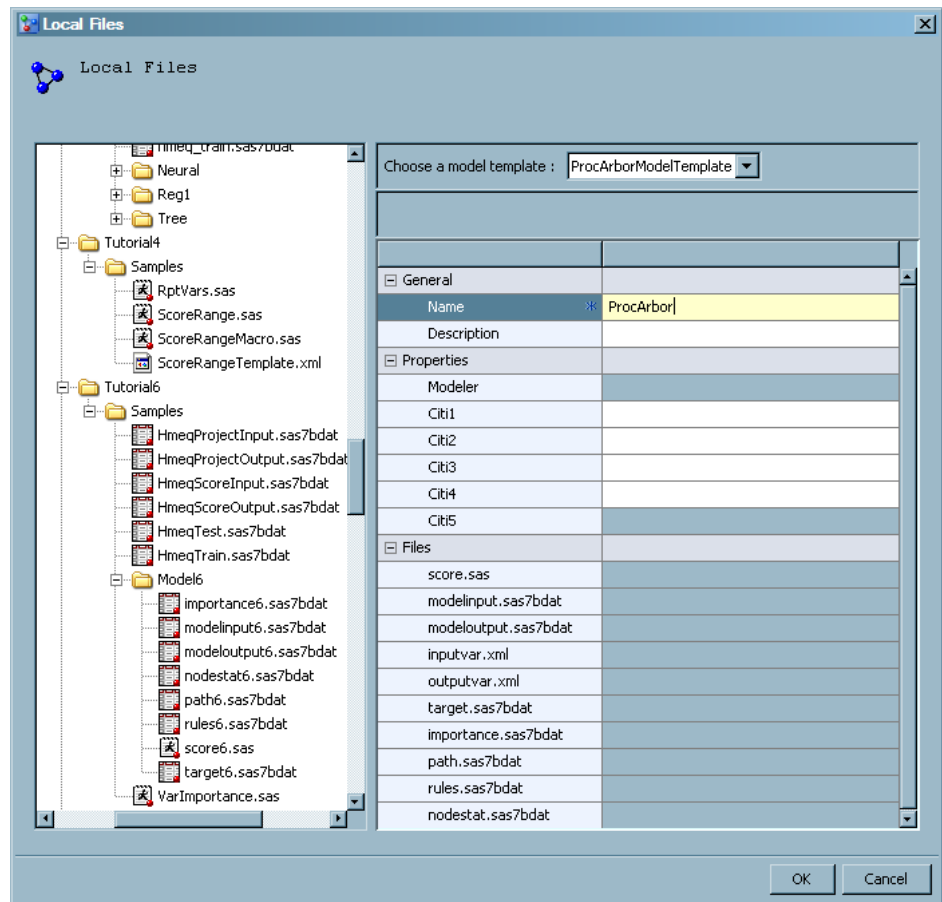 Local Files
Local Files
hmeq_train.sas7bdat
Neural
Reg1
Tree
Tutorial4
Samples
RptVars.sas
ScoreRange.sas
ScoreRangeMacro.sas
ScoreRangeTemplate.xml
Tutorial6
Samples
HmeqProjectInput.sas7bdat
HmeqProjectOutput.sas7bdat
HmeqScoreInput.sas7bdat
HmeqScoreOutput.sas7bdat
HmeqTest.sas7bdat
HmeqTrain.sas7bdat
Model6
importance6.sas7bdat
modelinput6.sas7bdat
modeloutput6.sas7bdat
nodestat6.sas7bdat
path6.sas7bdat
rules6.sas7bdat
score6.sas
target6.sas7bdat
VarImportance.sas
Choose a model template : ProcArborModelTemplate
General
Name * ProcArbor
Description
Properties
Modeler
Citi1
Citi2
Citi3
Citi4
Citi5
Files
score.sas
modelinput.sas7bdat
modeloutput.sas7bdat
inputvar.xml
outputvar.xml
target.sas7bdat
importance.sas7bdat
path.sas7bdat
rules.sas7bdat
nodestat.sas7bdat
OK Cancel